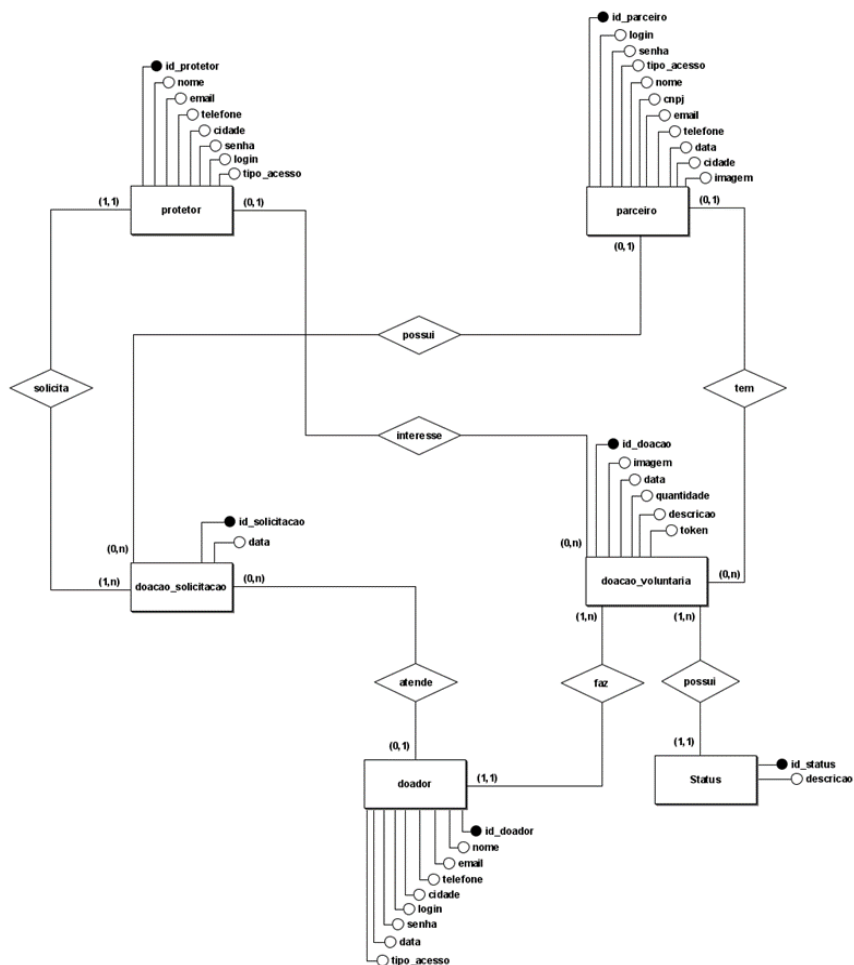 id_parceiro
login
senha
tipo_acesso
nome
cnpj
email
telefone
data
cidade
imagem
id_protetor
nome
email
telefone
cidade
senha
login
tipo_acesso
(1,1)
protetor
(0,1)
parceiro
(0,1)
(0,1)
possui
solicita
tem
interesse
id_doacao
imagem
data
quantidade
descricao
token
id_solicitacao
data
(0,n)
(0,n)
(1,n)
doacao_solicitacao
(0,n)
doacao_voluntaria
(0,n)
(1,n)
(1,n)
atende
faz
possui
(0,1)
(1,1)
doador
(1,1)
Status
id_status
descricao
id_doador
nome
email
telefone
cidade
login
senha
data
tipo_acesso